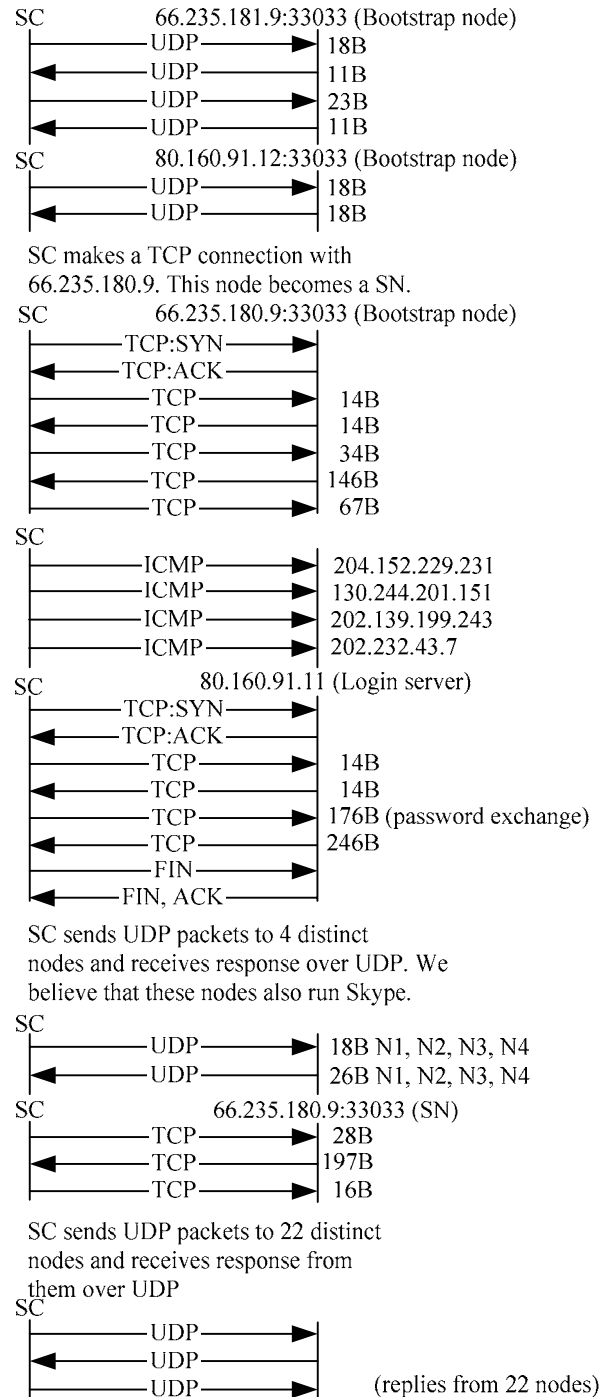 SC 66.235.181.9:33033 (Bootstrap node)
UDP 18B
UDP 11B
UDP 23B
UDP 11B
SC 80.160.91.12:33033 (Bootstrap node)
UDP 18B
UDP 18B
SC makes a TCP connection with
66.235.180.9. This node becomes a SN.
SC 66.235.180.9:33033 (Bootstrap node)
TCP:SYN
TCP:ACK
TCP 14B
TCP 14B
TCP 34B
TCP 146B
TCP 67B
SC
ICMP 204.152.229.231
ICMP 130.244.201.151
ICMP 202.139.199.243
ICMP 202.232.43.7
SC 80.160.91.11 (Login server)
TCP:SYN
TCP:ACK
TCP 14B
TCP 14B
TCP 176B (password exchange)
TCP 246B
FIN
FIN, ACK
SC sends UDP packets to 4 distinct
nodes and receives response over UDP. We
believe that these nodes also run Skype.
SC
UDP 18B N1, N2, N3, N4
UDP 26B N1, N2, N3, N4
SC 66.235.180.9:33033 (SN)
TCP 28B
TCP 197B
TCP 16B
SC sends UDP packets to 22 distinct
nodes and receives response from
them over UDP
SC
UDP
UDP
UDP (replies from 22 nodes)